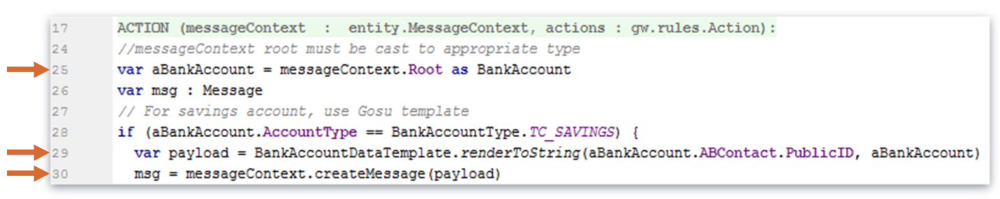 17 ACTION (messageContext : entity.MessageContext, actions : gw.rules.Action):
24 //messageContext root must be cast to appropriate type
25 var aBankAccount = messageContext.Root as BankAccount
26 var msg : Message
27 // For savings account, use Gosu template
28 if (aBankAccount.AccountType == BankAccountType.TC_SAVINGS) {
29 var payload = BankAccountDataTemplate.renderToString(aBankAccount.ABContact.PublicID, aBankAccount)
30 msg = messageContext.createMessage(payload)